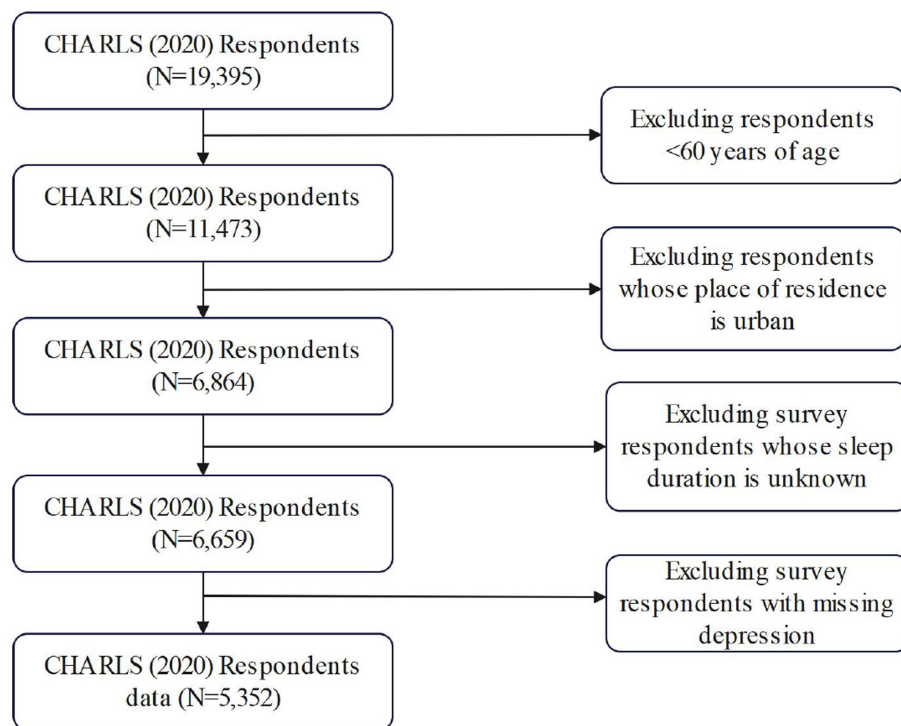 CHARLS (2020) Respondents
(N=19,395)
Excluding respondents
<60 years of age
CHARLS (2020) Respondents
(N=11,473)
Excluding respondents
whose place of residence
is urban
CHARLS (2020) Respondents
(N=6,864)
Excluding survey
respondents whose sleep
duration is unknown
CHARLS (2020) Respondents
(N=6,659)
Excluding survey
respondents with missing
depression
CHARLS (2020) Respondents
data (N=5,352)